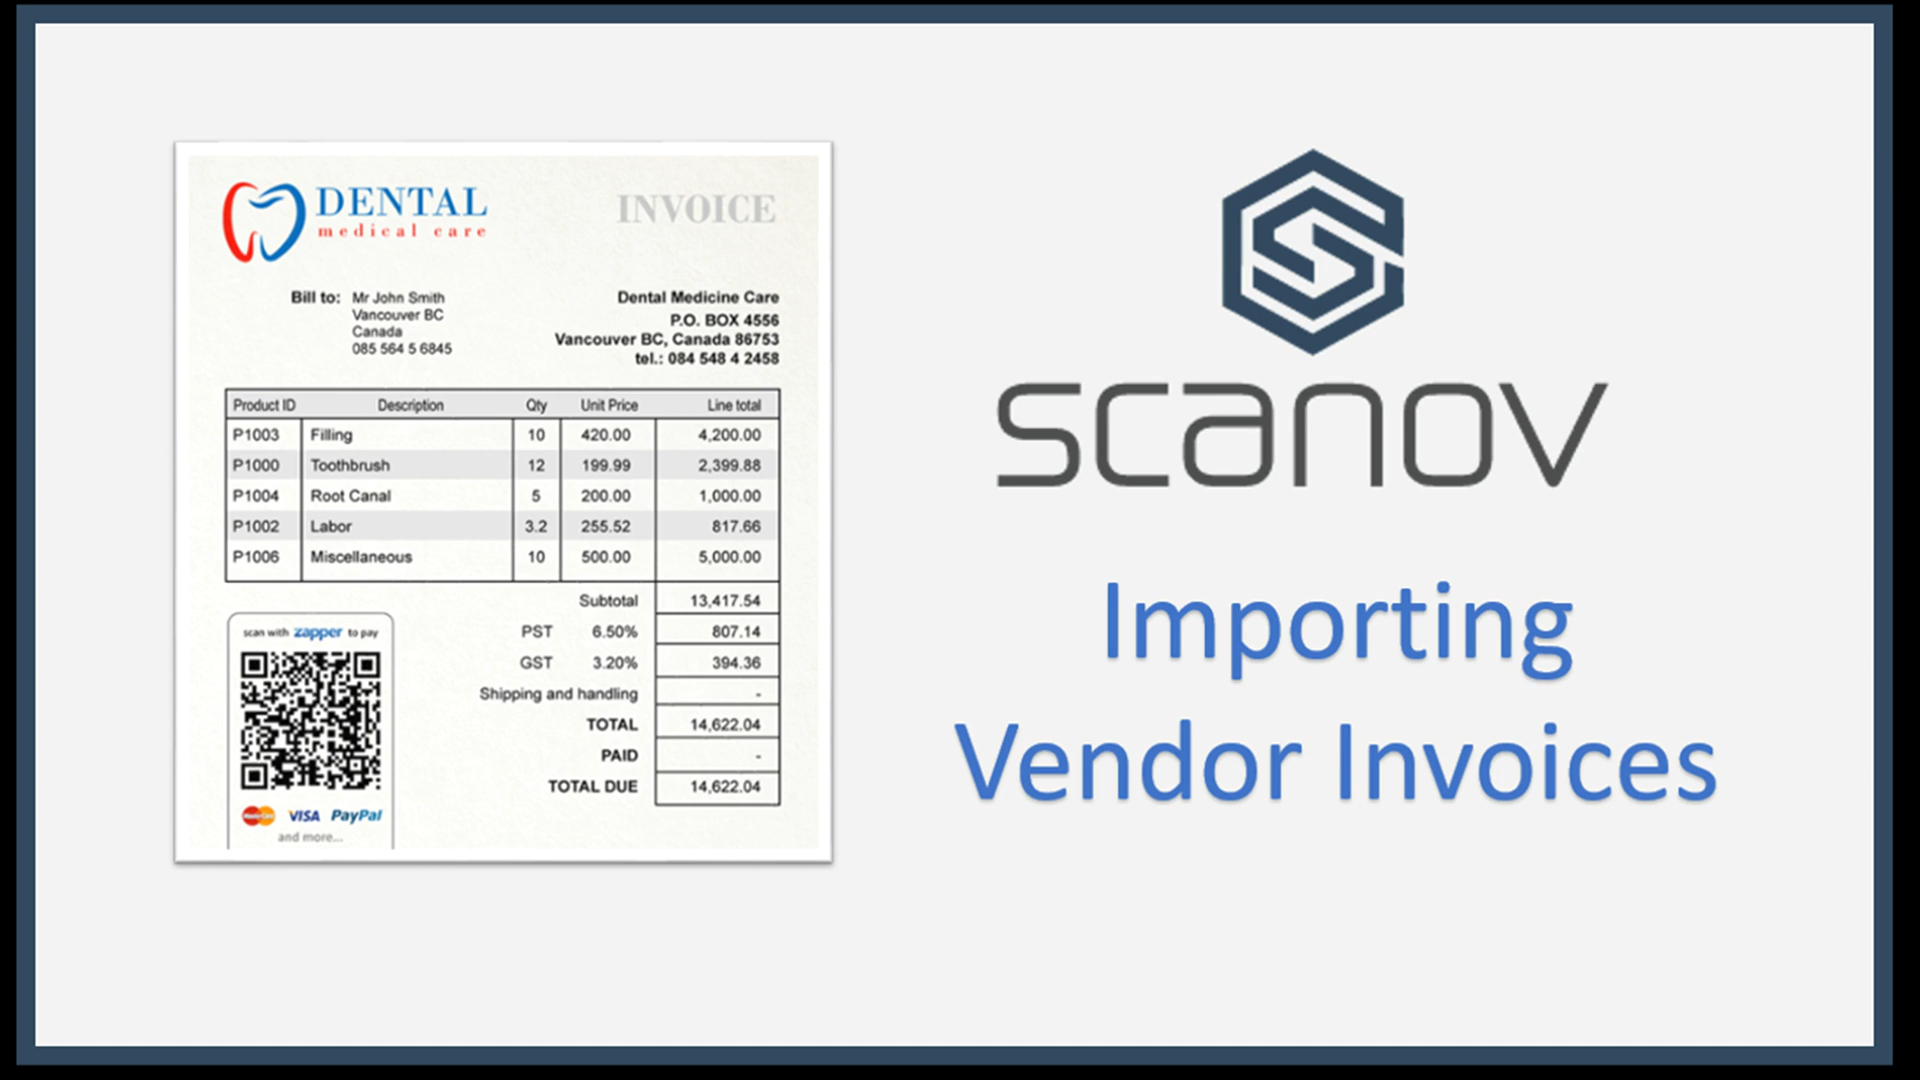 DENTAL
medical care
INVOICE
Bill to: Mr John Smith
Vancouver BC
Canada
085 564 5 6845
Dental Medicine Care
P.O. BOX 4556
Vancouver BC, Canada 86753
tel.: 084 548 4 2458
Product ID Description Qty Unit Price Line total
P1003 Filling 10 420.00 4,200.00
P1000 Toothbrush 12 199.99 2,399.88
P1004 Root Canal 5 200.00 1,000.00
P1002 Labor 3.2 255.52 817.66
P1006 Miscellaneous 10 500.00 5,000.00
Subtotal 13,417.54
PST 6.50% 807.14
GST 3.20% 394.36
Shipping and handling -
TOTAL 14,622.04
PAID -
TOTAL DUE 14,622.04
scan with zapper to pay
MasterCard VISA PayPal
and more...
scanov
Importing
Vendor Invoices